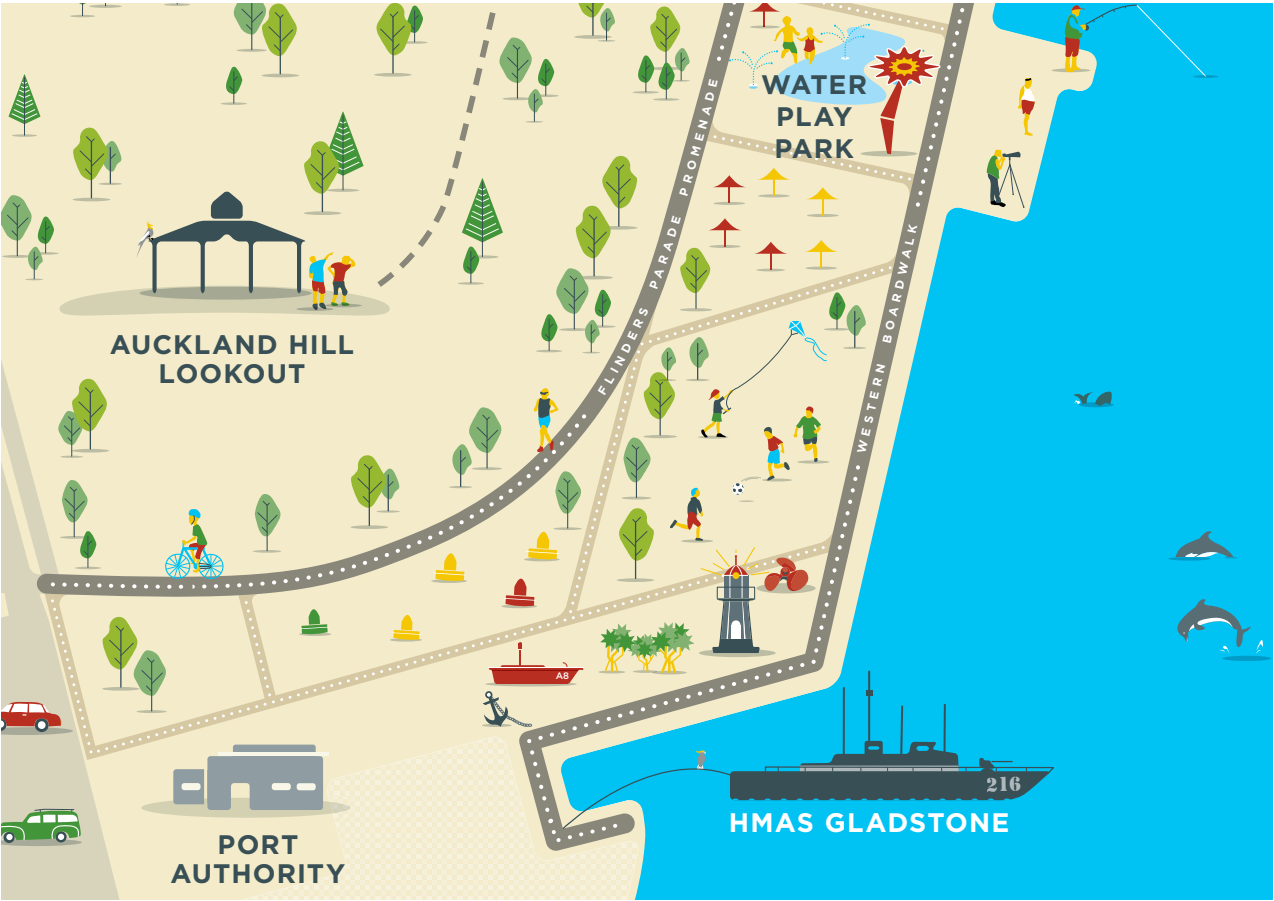 WATER
PLAY
PARK
FLINDERS PARADE PROMENADE
WESTERN BOARDWALK
AUCKLAND HILL
LOOKOUT
A8
216
HMAS GLADSTONE
PORT
AUTHORITY